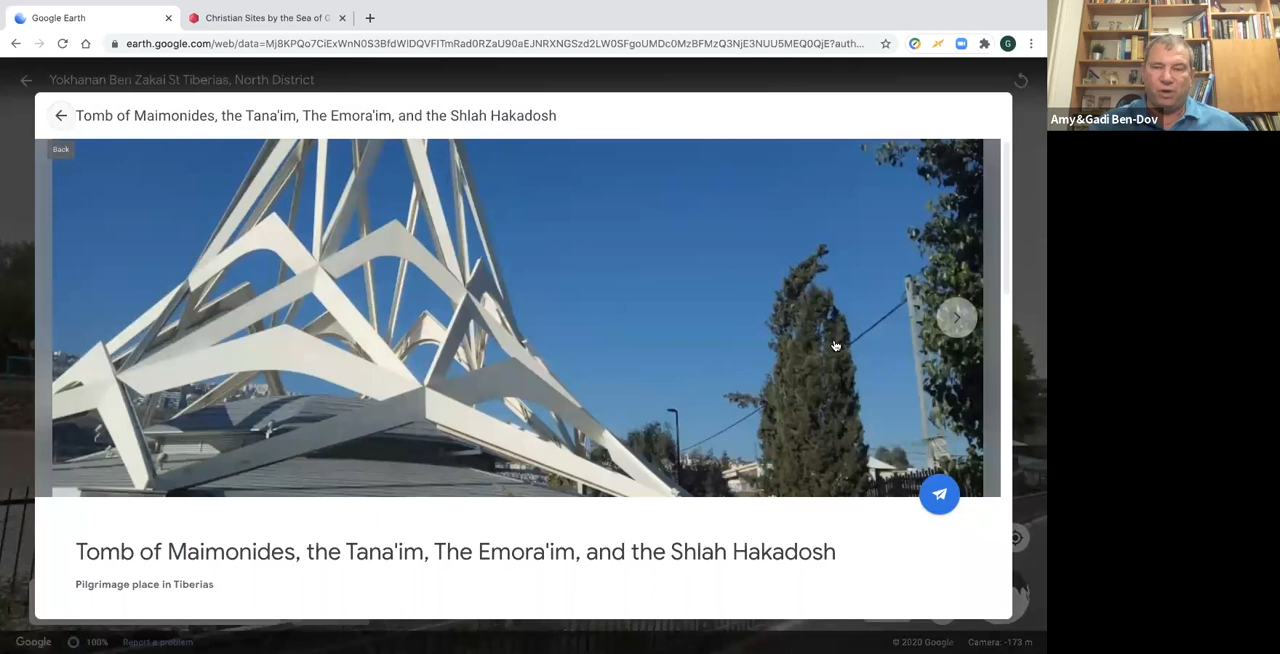 Google Earth
Christian Sites by the Sea of G
earth.google.com/web/data=Mj8KPQo7CiExWnN0S3BfdWlDQVFITmRad0RZaU90aEJNRXNGSzd2LW0SFgoUMDc0MzBFMzQ3NjE3NUU5MEQ0QjE?auth...
G
Yokhanan Ben Zakai St Tiberias, North District
Tomb of Maimonides, the Tana'im, The Emora'im, and the Shlah Hakadosh
Back
Amy&Gadi Ben-Dov
Tomb of Maimonides, the Tana'im, The Emora'im, and the Shlah Hakadosh
Pilgrimage place in Tiberias
Google
100%
Report a problem
© 2020 Google
Camera: -173 m